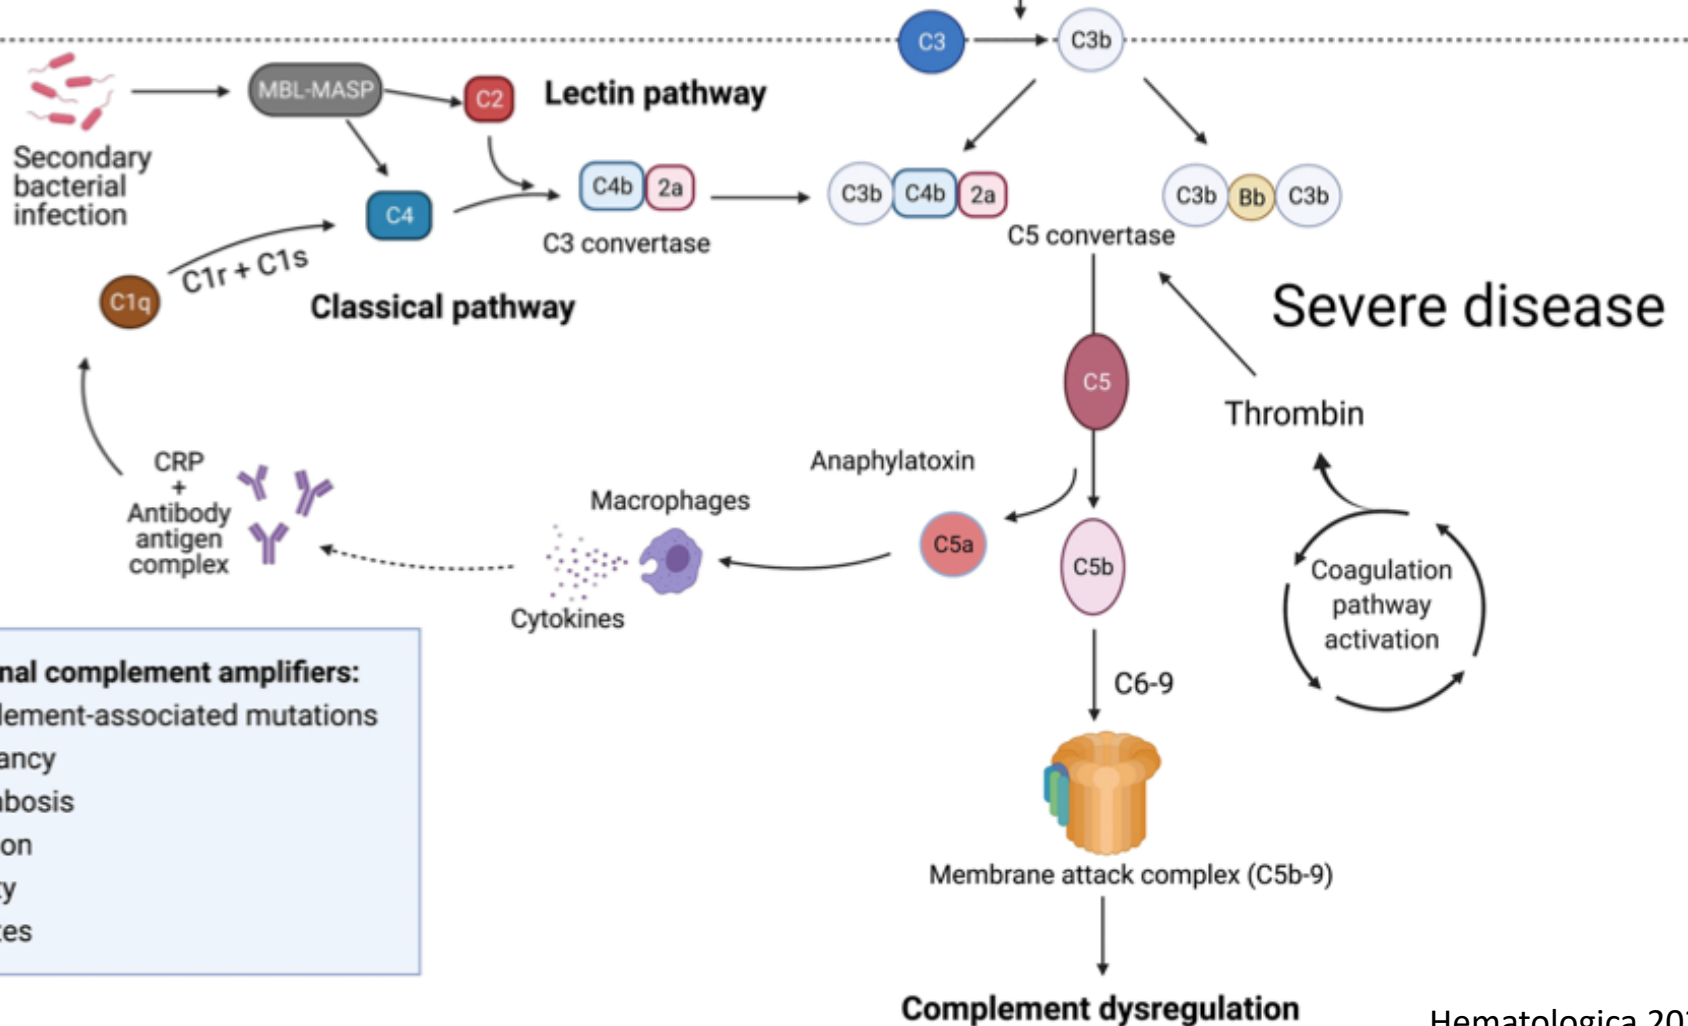 C3
C3b
MBL-MASP
C2
Lectin pathway
Secondary
bacterial
infection
C4
C4b
2a
C3 convertase
C3b
C4b
2a
C3b
Bb
C3b
C5 convertase
C1r + C1s
C1q
Classical pathway
Severe disease
C5
Thrombin
Anaphylatoxin
CRP
+
Antibody
antigen
complex
Macrophages
C5a
C5b
Cytokines
Coagulation
pathway
activation
nal complement amplifiers:
lement-associated mutations
ancy
bosis
on
ty
tes
C6-9
Membrane attack complex (C5b-9)
Complement dysregulation
Hematologica